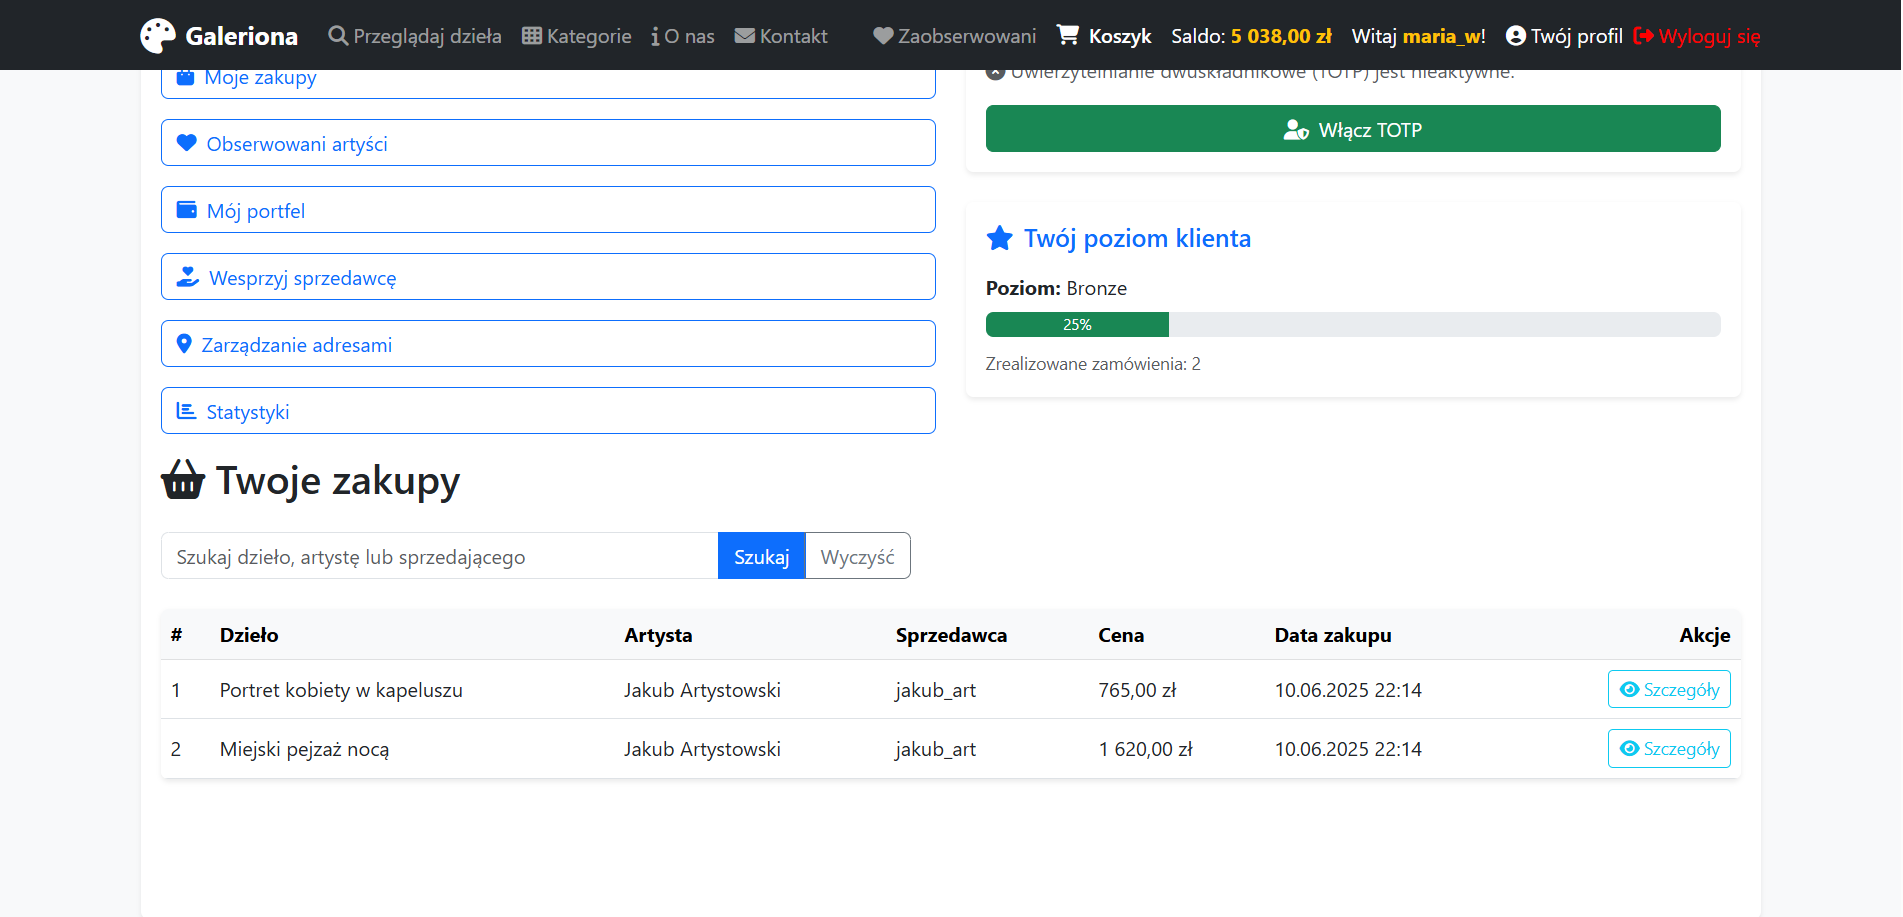 Galeriona Przeglądaj dzieła Kategorie O nas Kontakt Zaobserwowani Koszyk Saldo: 5 038,00 zł Witaj maria_w! Twój profil Wyloguj się
Moje zakupy
Obserwowani artyści
Mój portfel
Wesprzyj sprzedawcę
Zarządzanie adresami
Statystyki
Uwierzytelnianie dwuskładnikowe (TOTP) jest nieaktywne.
Włącz TOTP
Twój poziom klienta
Poziom: Bronze
25%
Zrealizowane zamówienia: 2
Twoje zakupy
Szukaj dzieło, artystę lub sprzedającego Szukaj Wyczyść
# Dzieło Artysta Sprzedawca Cena Data zakupu Akcje
1 Portret kobiety w kapeluszu Jakub Artystowski jakub_art 765,00 zł 10.06.2025 22:14 Szczegóły
2 Miejski pejzaż nocą Jakub Artystowski jakub_art 1 620,00 zł 10.06.2025 22:14 Szczegóły